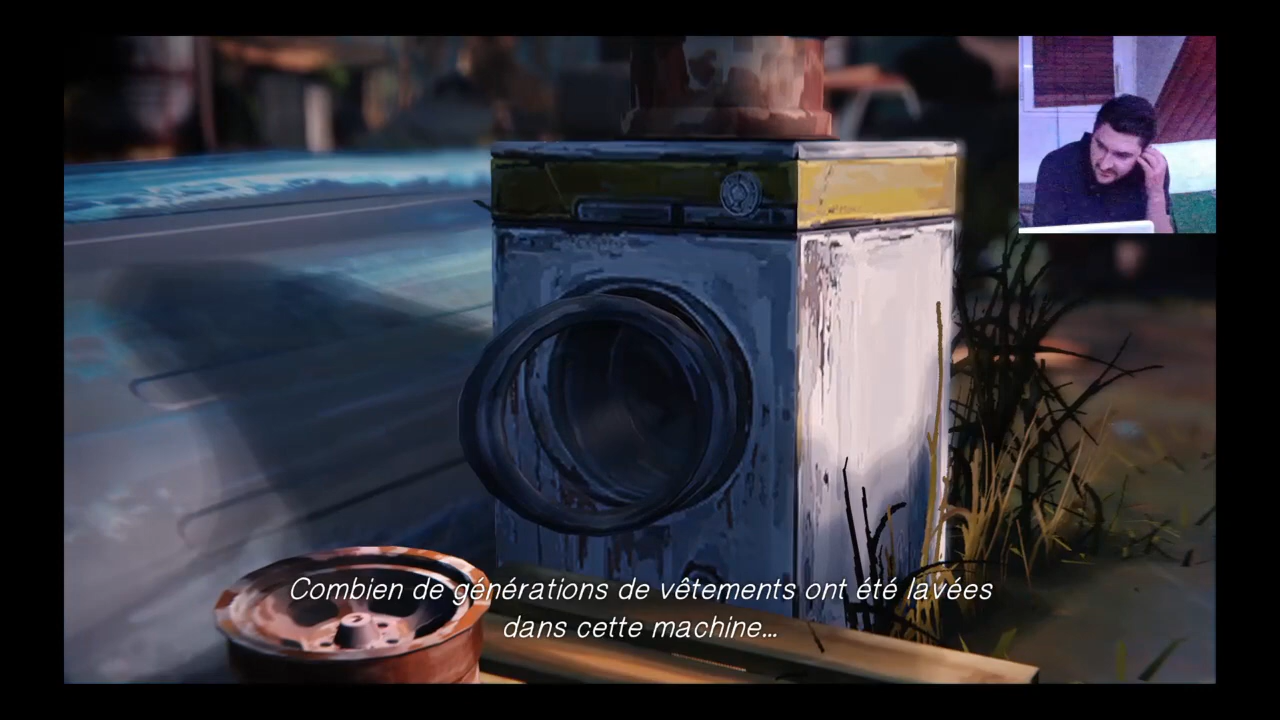 Combien de générations de vêtements ont été lavées
dans cette machine...